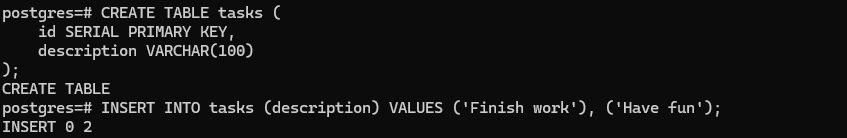 postgres=# CREATE TABLE tasks (
    id SERIAL PRIMARY KEY,
    description VARCHAR(100)
);
CREATE TABLE
postgres=# INSERT INTO tasks (description) VALUES ('Finish work'), ('Have fun');
INSERT 0 2